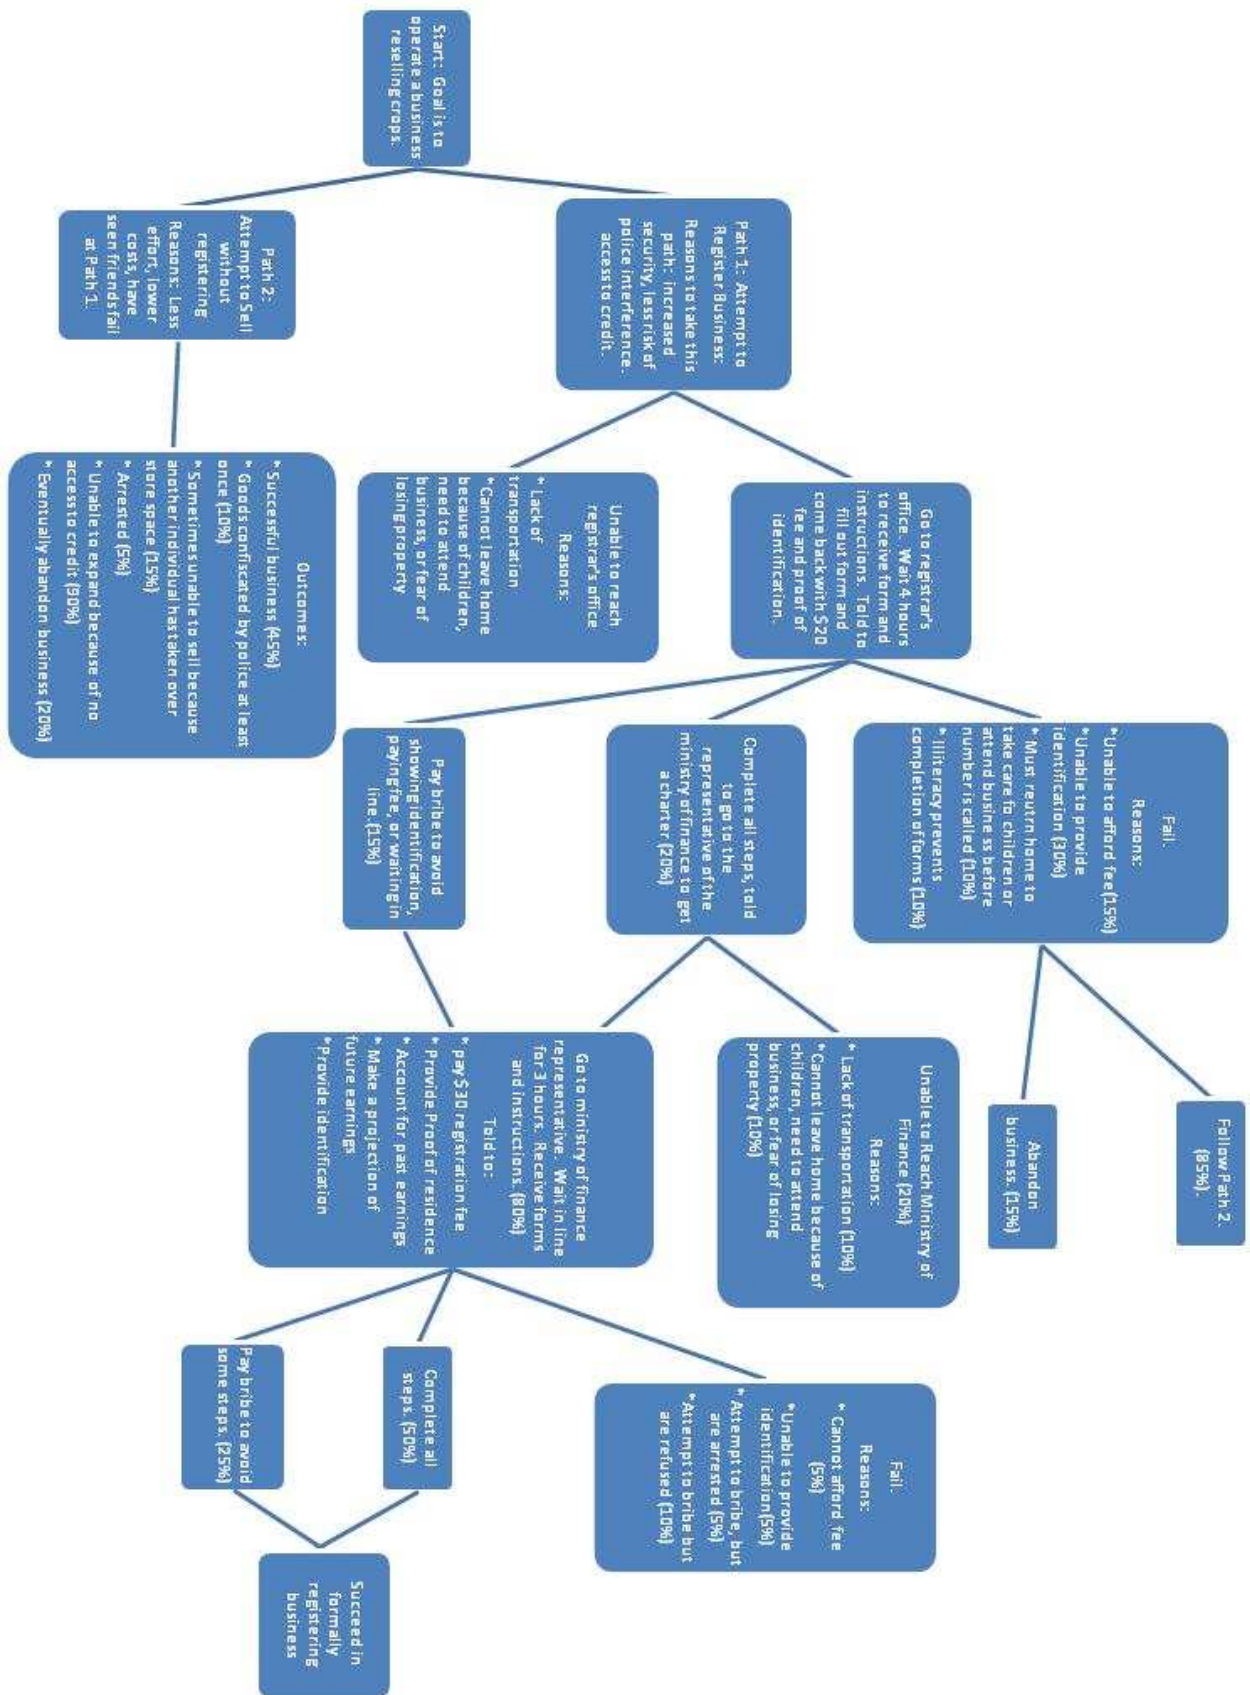 Start: Goal is to
operate a business
reselling crops.
Path 1: Attempt to
Register Business:
Reasons to take this
path: increased
security, less risk of
police interference.
access to credit.
Path 2:
Attempt to Sell
without
registering
Reasons: Less
effort, lower
costs, have
seen friends fail
at Path 1.
Go to registrar's
office. Wait 4 hours
to receive form and
instructions. Told to
fill out form and
come back with $20
fee and proof of
identification.
Unable to reach
registrar's office
Reasons:
* Lack of
transportation
* Cannot leave home
because of children,
need to attend
business, or fear of
losing property
Outcomes:
* Successful business (45%)
* Goods confiscated by police at least
once (10%)
* Sometimes unable to sell because
another individual has taken over
store space (15%)
* Arrested (5%)
* Unable to expand because of no
access to credit (90%)
* Eventually abandon business (20%)
Fail.
Reasons:
*Unable to afford fee(15%)
*Unable to provide
identification (30%)
* Must reutrn home to
take care fo children or
attend business before
number is called (10%)
* Illiteracy prevents
completion of forms (10%)
Complete all steps, told
to go to the
representative of the
ministry of finance to get
a charter (20%)
Pay bribe to avoid
showing identification,
paying fee, or waiting in
line. (15%)
Follow Path 2.
(85%).
Abandon
business. (15%)
Unable to Reach Ministry of
Finance (20%)
Reasons:
* Lack of transportation (10%)
*Cannot leave home because of
children, need to attend
business, or fear of losing
property (10%)
Go to ministry of finance
representative. Wait in line
for 3 hours. Receive forms
and instructions. (80%)
Told to:
* pay $30 registration fee
* Provide Proof of residence
* Account for past earnings
* Make a projection of
future earnings
*Provide identification
Fail.
Reasons:
* Cannot afford fee
(5%)
*Unable to provide
identification(5%)
*Attempt to bribe, but
are arrested (5%)
*Attempt to bribe but
are refused (10%)
Complete all
steps. (50%)
Pay bribe to avoid
some steps. (25%)
Succeed in
formally
registering
business